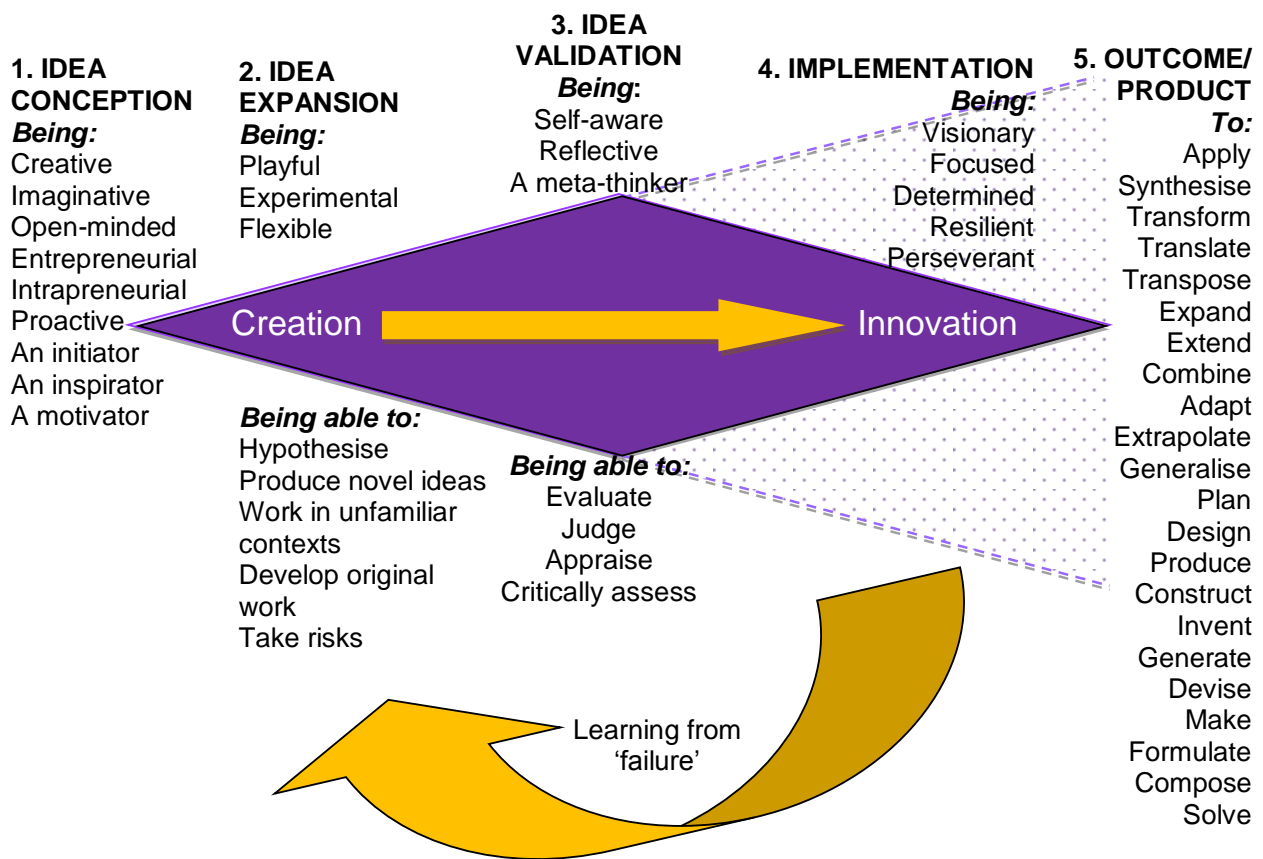 1. IDEA
CONCEPTION
Being:
Creative
Imaginative
Open-minded
Entrepreneurial
Intrapreneurial
Proactive
An initiator
An inspirator
A motivator
2. IDEA
EXPANSION
Being:
Playful
Experimental
Flexible
Being able to:
Hypothesise
Produce novel ideas
Work in unfamiliar
contexts
Develop original
work
Take risks
3. IDEA
VALIDATION
Being:
Self-aware
Reflective
A meta-thinker
Being able to:
Evaluate
Judge
Appraise
Critically assess
4. IMPLEMENTATION
Being:
Visionary
Focused
Determined
Resilient
Perseverant
5. OUTCOME/
PRODUCT
To:
Apply
Synthesise
Transform
Translate
Transpose
Expand
Extend
Combine
Adapt
Extrapolate
Generalise
Plan
Design
Produce
Construct
Invent
Generate
Devise
Make
Formulate
Compose
Solve
Creation
Innovation
Learning from
‘failure’